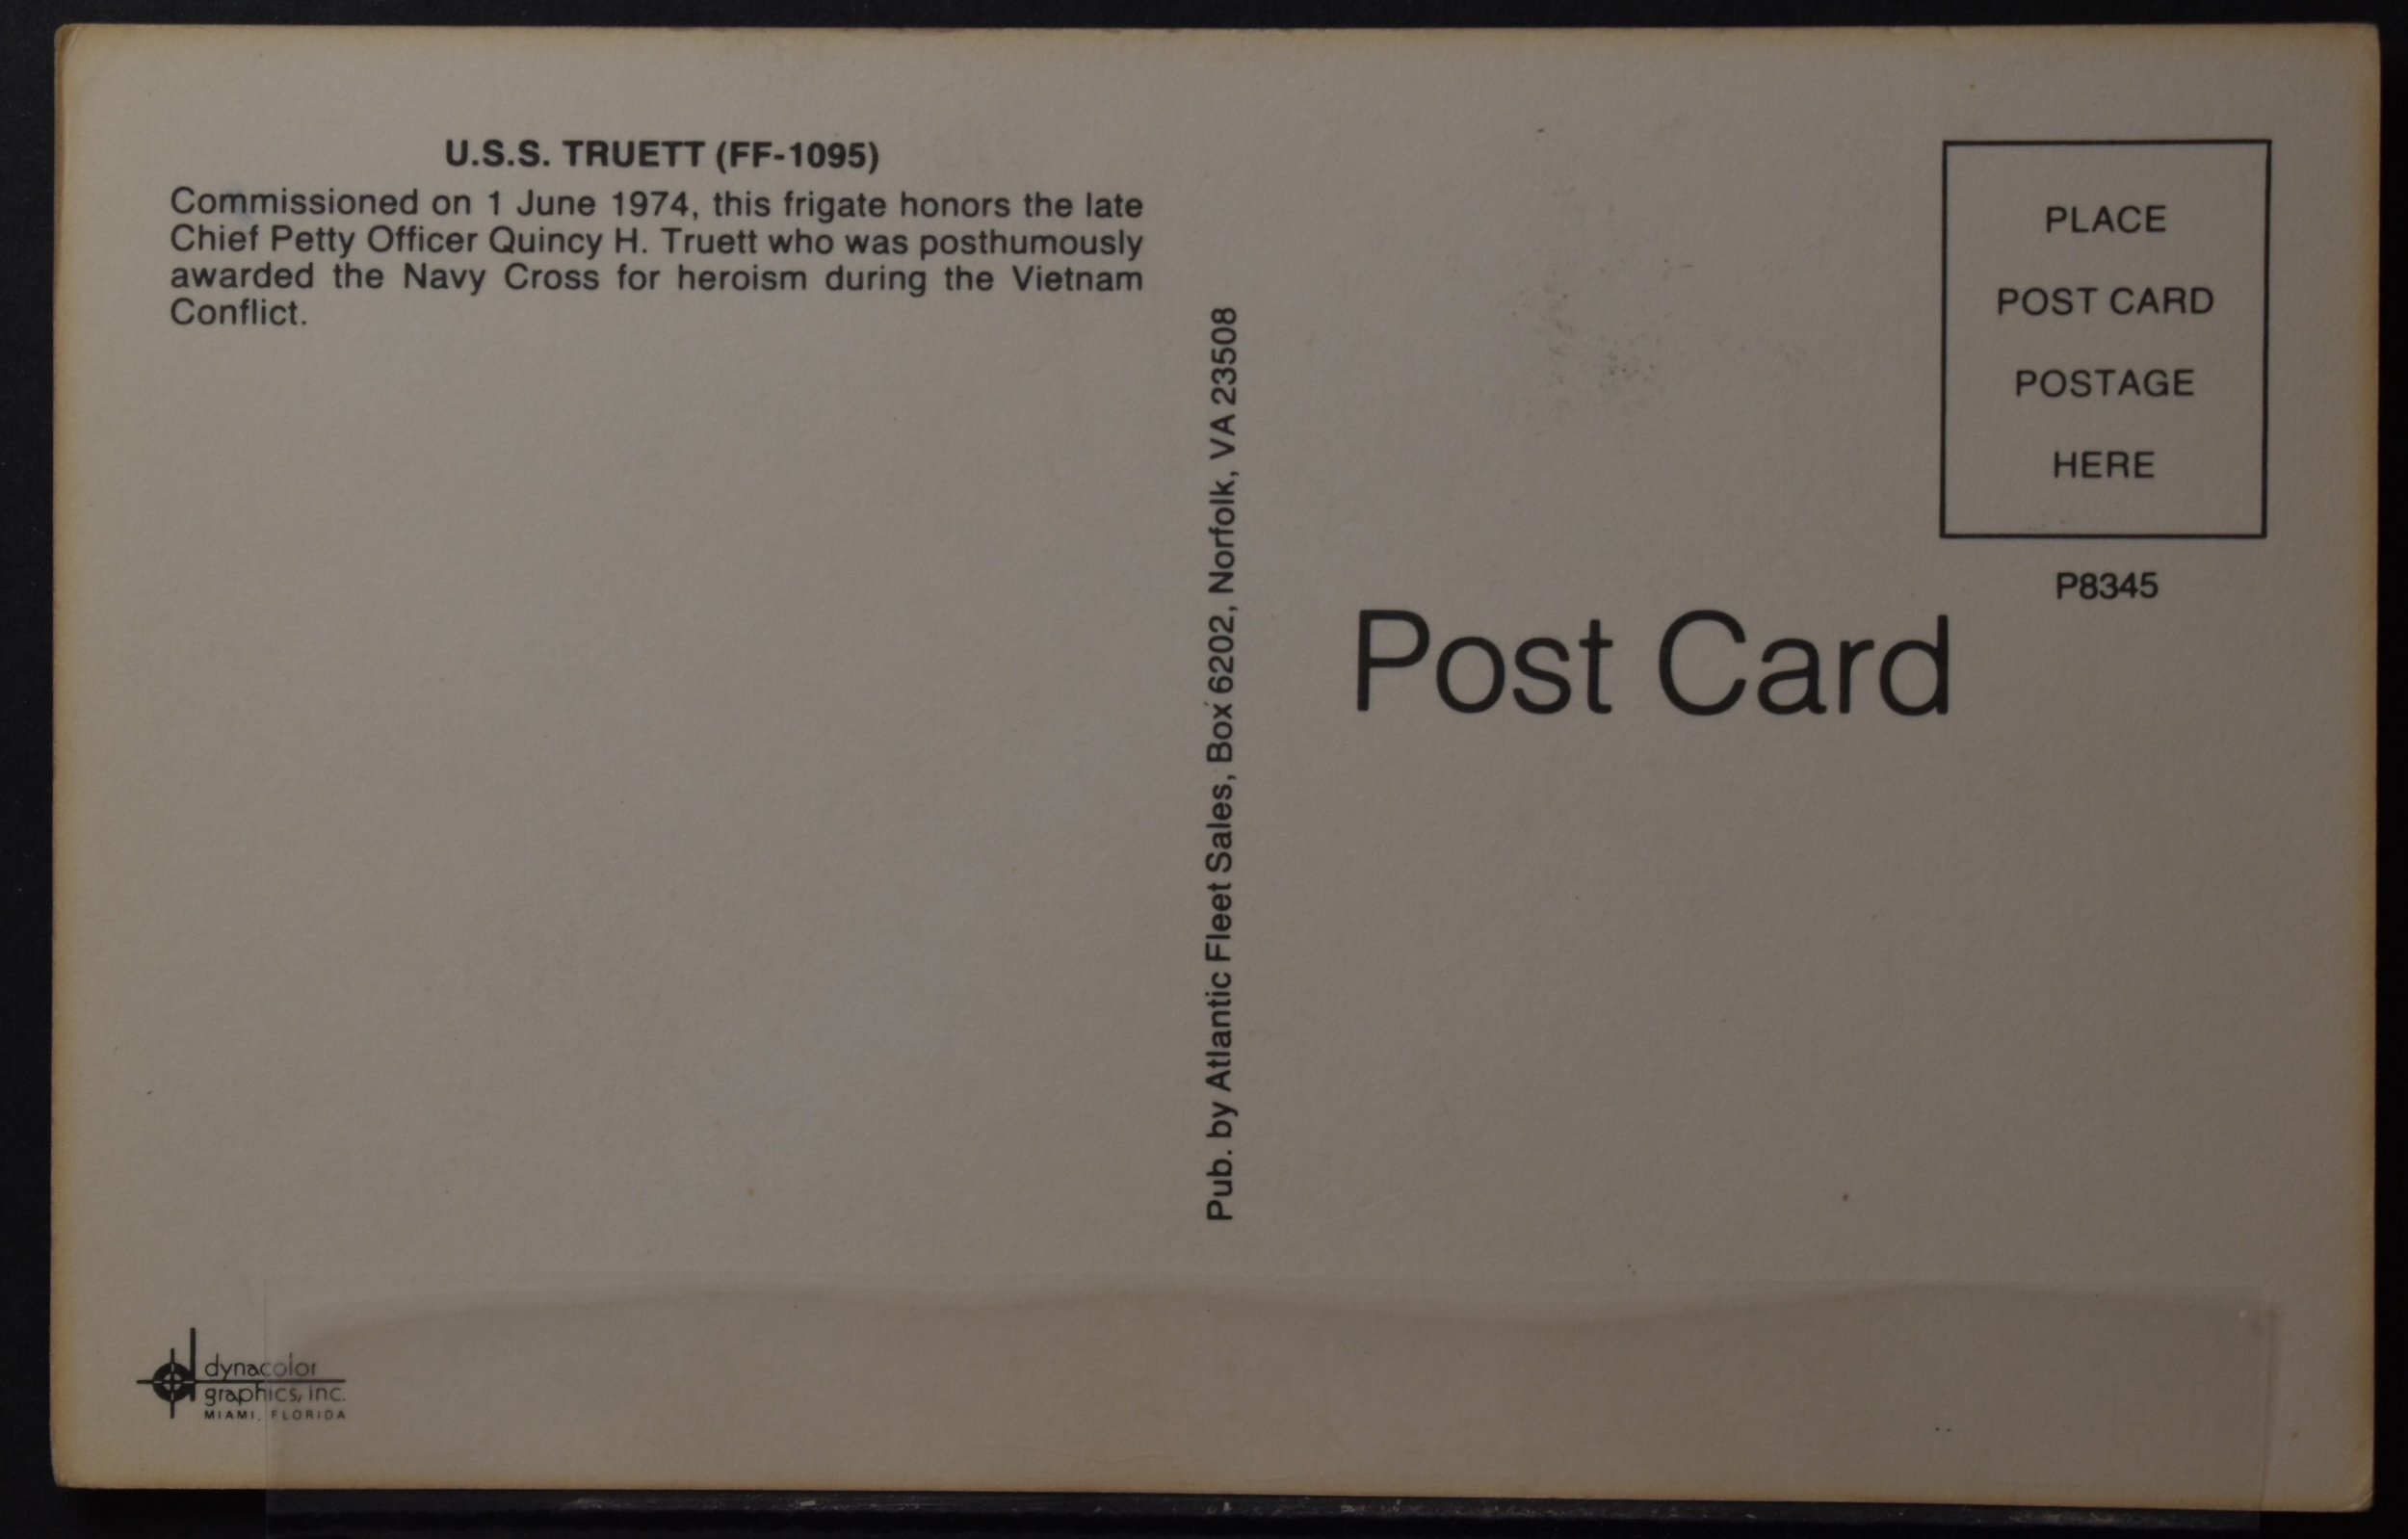 U.S.S. TRUETT (FF-1095)
Commissioned on 1 June 1974, this frigate honors the late
Chief Petty Officer Quincy H. Truett who was posthumously
awarded the Navy Cross for heroism during the Vietnam
Conflict.
Pub. by Atlantic Fleet Sales, Box 6202, Norfolk, VA 23508
PLACE
POST CARD
POSTAGE
HERE
P8345
Post Card
dynacolor
graphics, inc.
MIAMI, FLORIDA